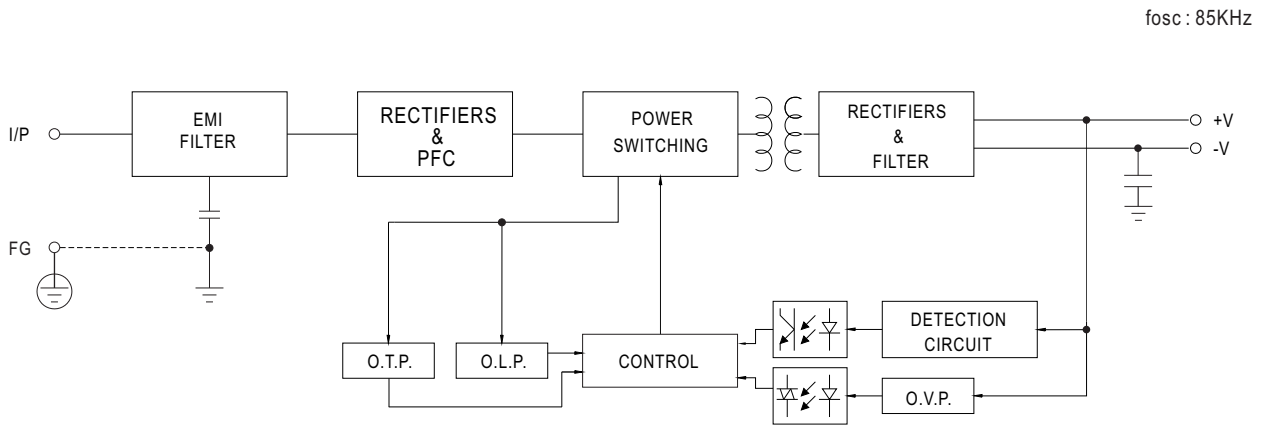 fosc : 85KHz
I/P
EMI
FILTER
RECTIFIERS
&
PFC
POWER
SWITCHING
RECTIFIERS
&
FILTER
+V
-V
FG
O.T.P.
O.L.P.
CONTROL
DETECTION
CIRCUIT
O.V.P.